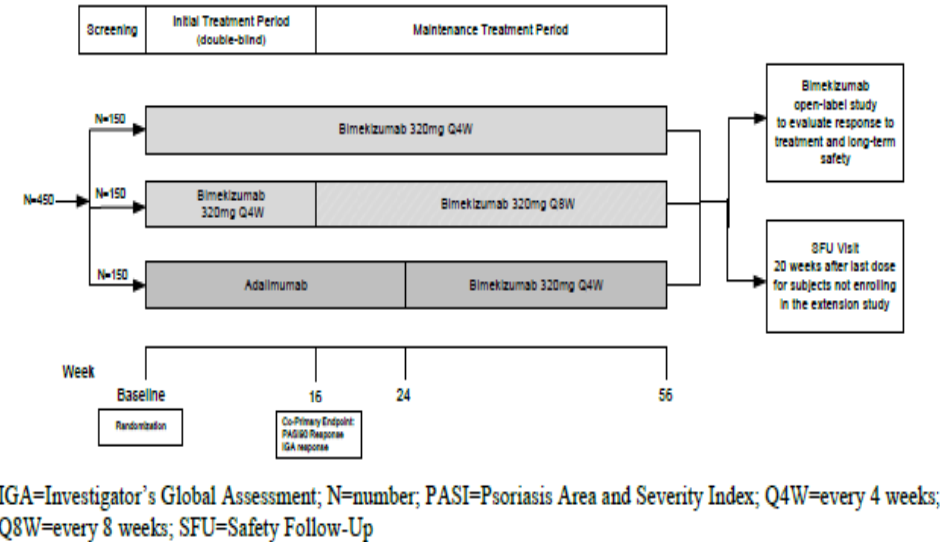 Screening
Initial Treatment Period
(double-blind)
Maintenance Treatment Period
N=150
Bimekizumab 320mg Q4W
N=450
N=150
Bimekizumab
320mg Q4W
Bimekizumab 320mg Q8W
N=150
Adalimumab
Bimekizumab 320mg Q4W
Bimekizumab
open-label study
to evaluate response to
treatment and long-term
safety
SFU Visit
20 weeks after last dose
for subjects not enrolling
in the extension study
Week
Baseline
16
24
56
Randomization
Co-Primary Endpoint:
PASI90 Response
IGA response
IGA=Investigator's Global Assessment; N=number; PASI=Psoriasis Area and Severity Index; Q4W=every 4 weeks;
Q8W=every 8 weeks; SFU=Safety Follow-Up